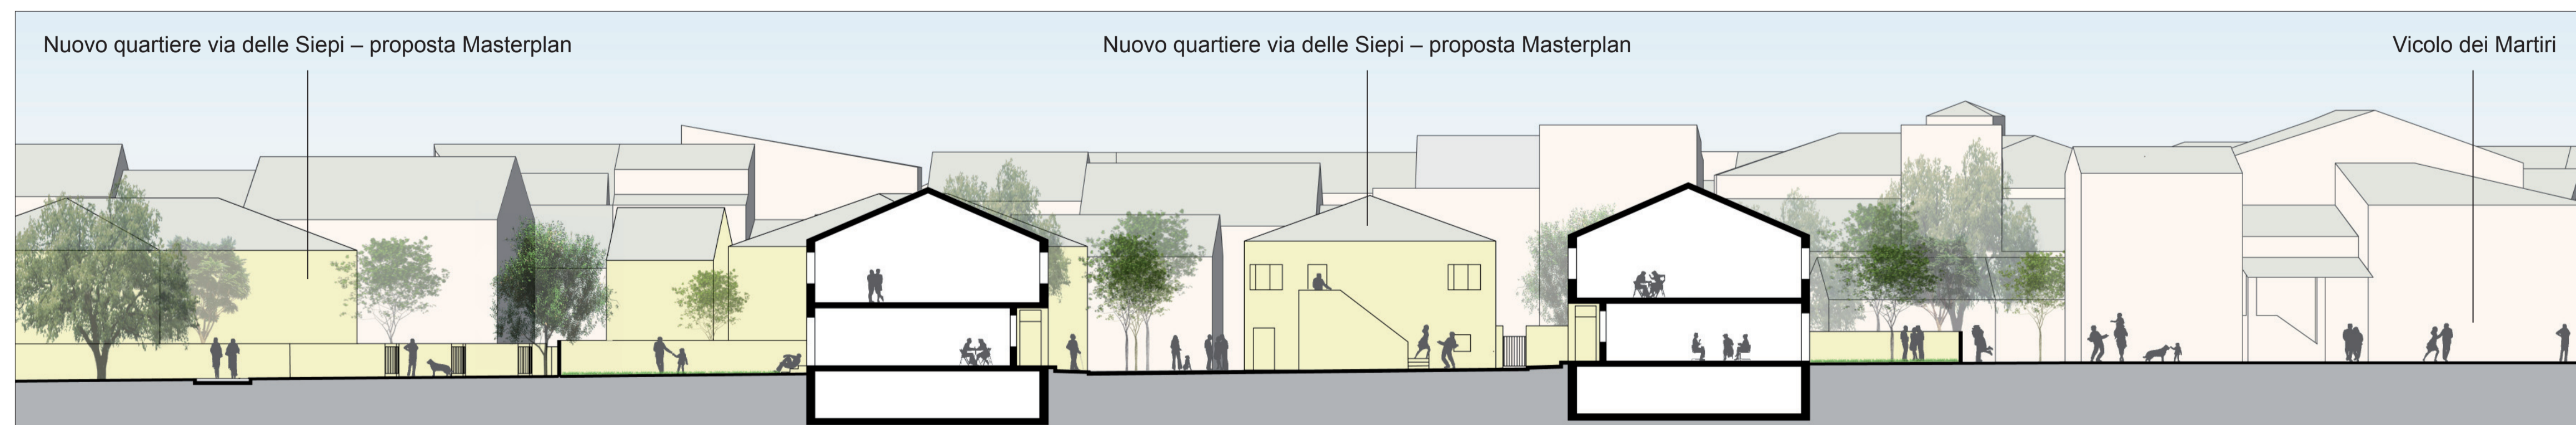 Nuovo quartiere via delle Siepi – proposta Masterplan
Nuovo quartiere via delle Siepi – proposta Masterplan
Vicolo dei Martiri